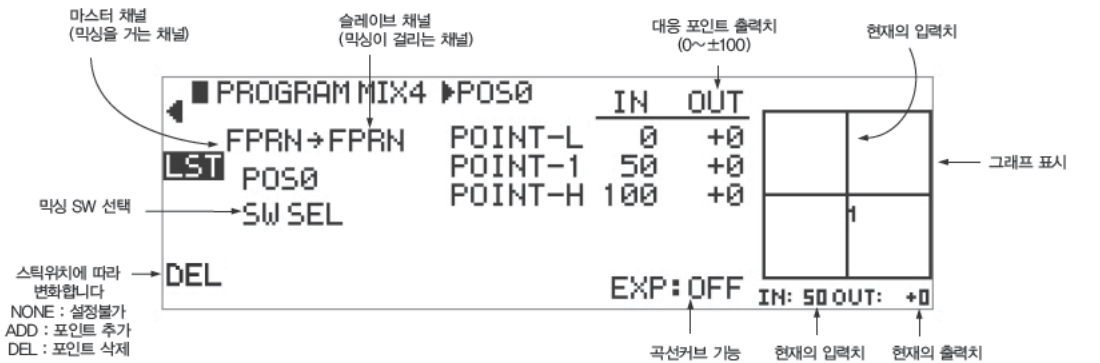 마스터 채널
(믹싱을 거는 채널)
슬레이브 채널
(믹싱이 걸리는 채널)
대응 포인트 출력치
(0~±100)
현재의 입력치
PROGRAM MIX4 ▶POS0
IN OUT
FPRN→FPRN
POINT-L 0 +0
LST
POINT-1 50 +0
그래프 표시
POS0
POINT-H 100 +0
믹싱 SW 선택
SW SEL
1
스틱위치에 따라
변화합니다
NONE : 설정불가
ADD : 포인트 추가
DEL : 포인트 삭제
DEL
EXP:OFF
IN: 50 OUT: +0
곡선커브 기능
현재의 입력치
현재의 출력치